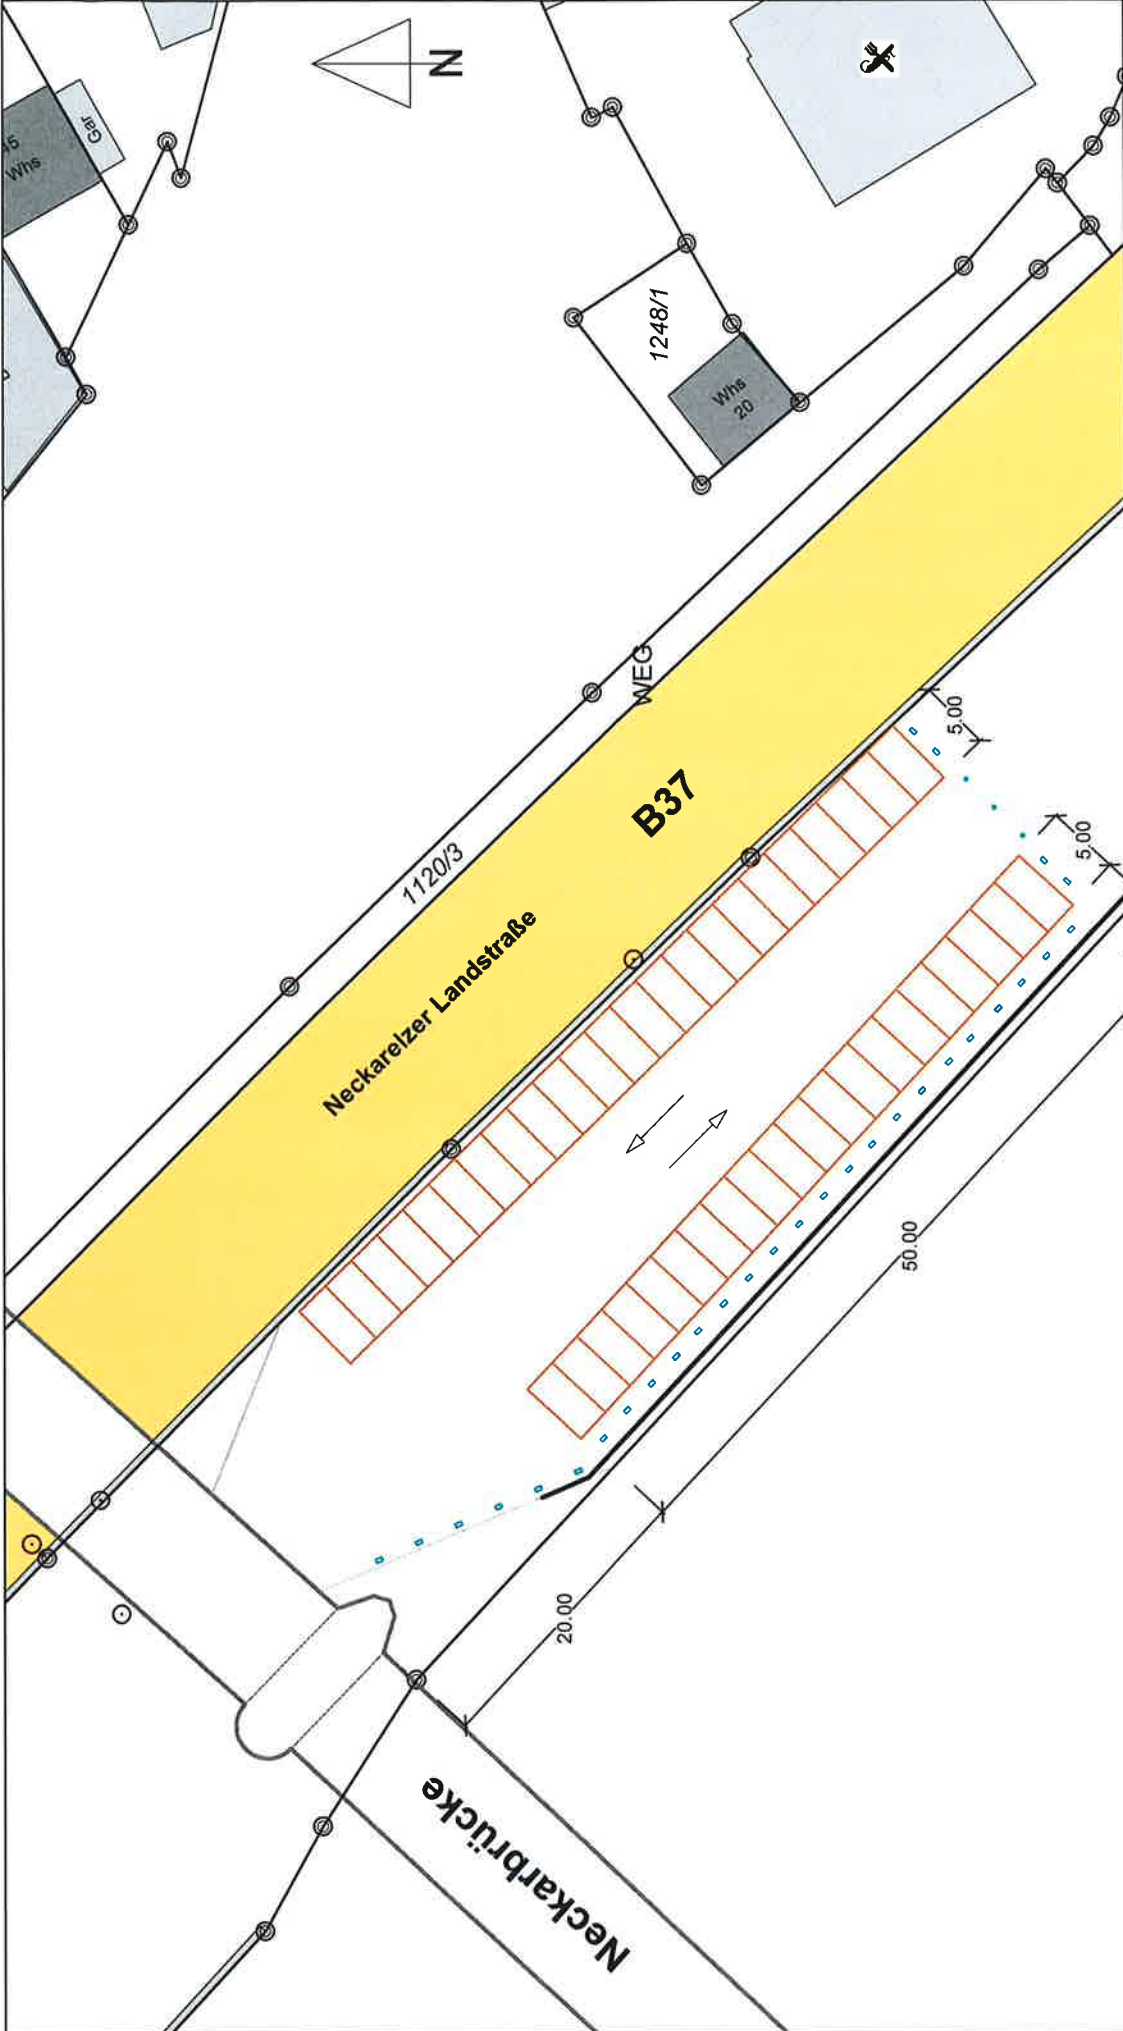 45
Whs
Gar
N
1248/1
Whs
20
WEG
B37
1120/3
Neckarelzer Landstraße
5.00
5.00
50.00
20.00
Neckarbrücke